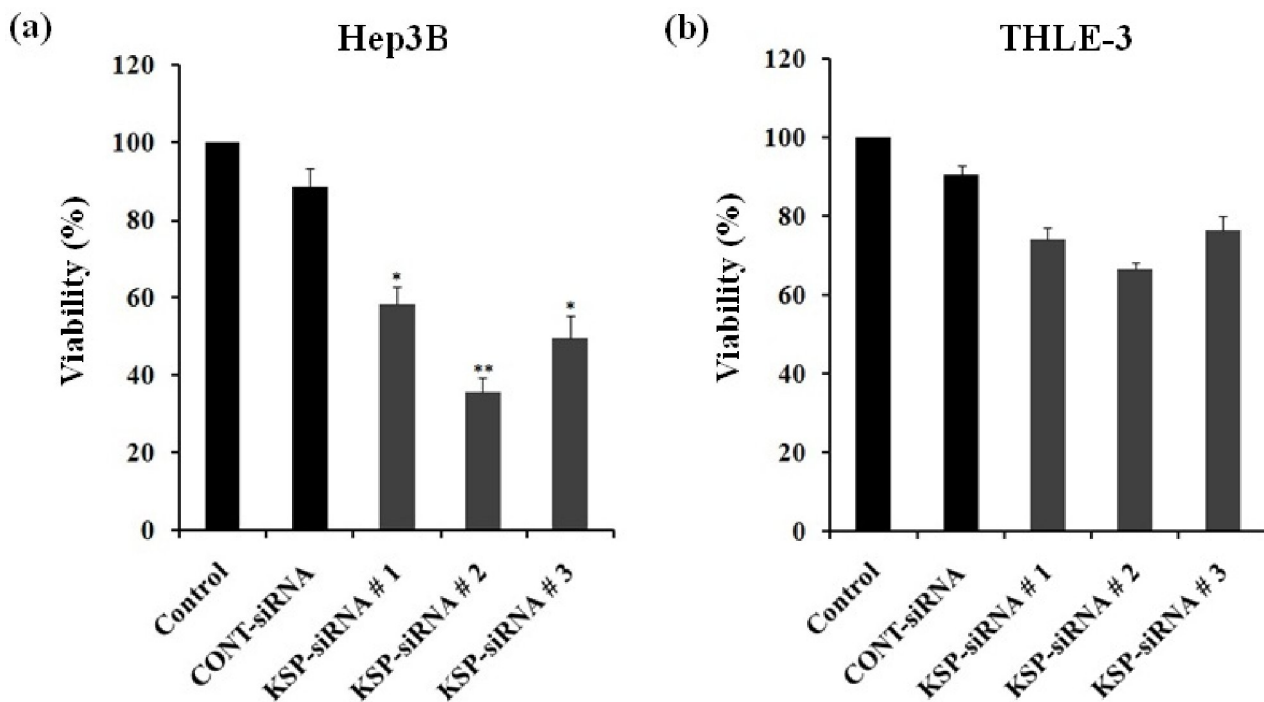 (a)
Hep3B
Viability (%)
120
100
80
60
40
20
0
*
**
*
Control
CONT-siRNA
KSP-siRNA # 1
KSP-siRNA # 2
KSP-siRNA # 3
(b)
THLE-3
Viability (%)
120
100
80
60
40
20
0
Control
CONT-siRNA
KSP-siRNA # 1
KSP-siRNA # 2
KSP-siRNA # 3